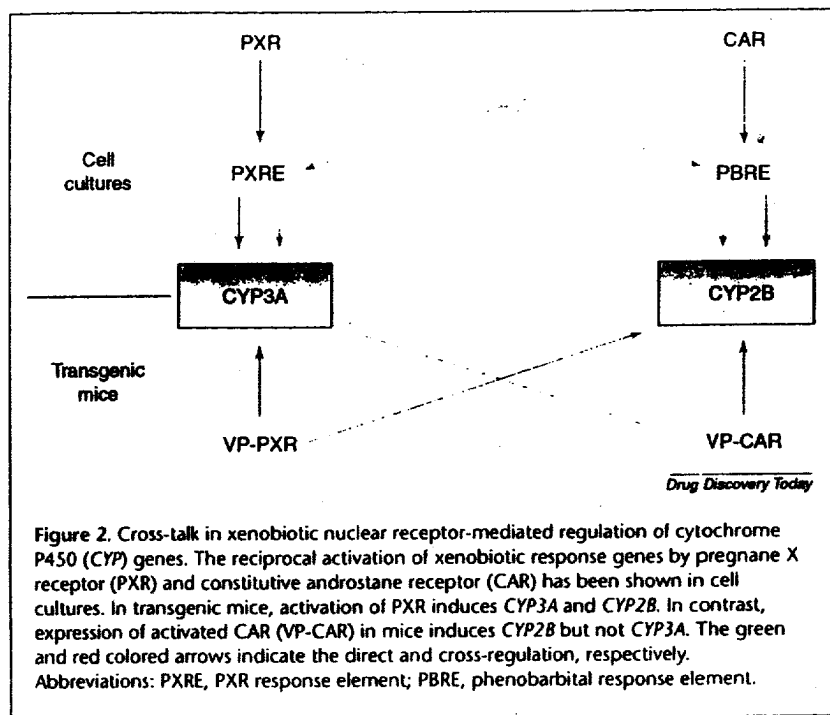 PXR CAR
Cell
cultures
PXRE PBRE
CYP3A CYP2B
Transgenic
mice
VP-PXR VP-CAR
Drug Discovery Today
Figure 2. Cross-talk in xenobiotic nuclear receptor-mediated regulation of cytochrome
P450 (CYP) genes. The reciprocal activation of xenobiotic response genes by pregnane X
receptor (PXR) and constitutive androstane receptor (CAR) has been shown in cell
cultures. In transgenic mice, activation of PXR induces CYP3A and CYP2B. In contrast,
expression of activated CAR (VP-CAR) in mice induces CYP2B but not CYP3A. The green
and red colored arrows indicate the direct and cross-regulation, respectively.
Abbreviations: PXRE, PXR response element; PBRE, phenobarbital response element.